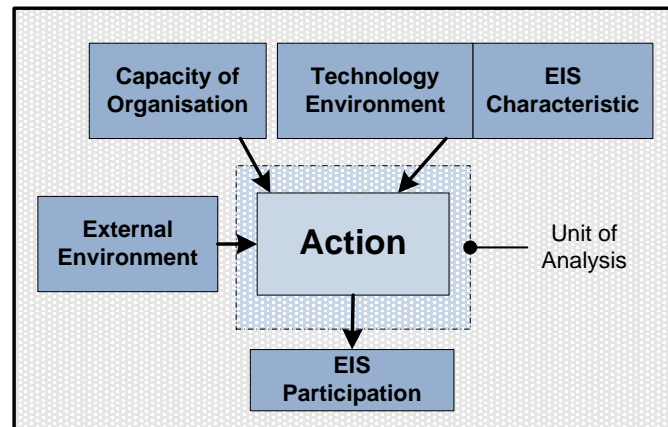 Capacity of
Organisation
Technology
Environment
EIS
Characteristic
External
Environment
Action
Unit of
Analysis
EIS
Participation